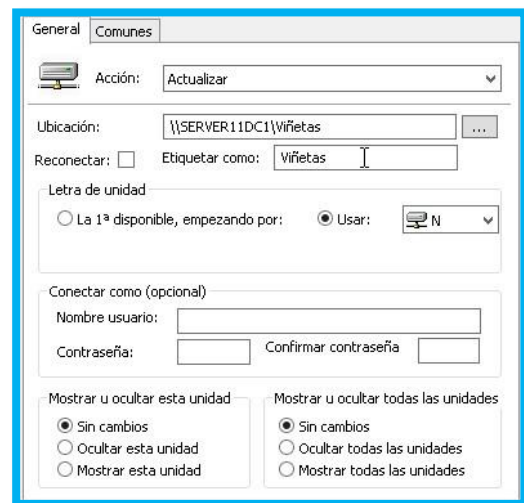 General Comunes
Acción: Actualizar
Ubicación: \\SERVER11DC1\Viñetas ...
Reconectar: Etiquetar como: Viñetas
Letra de unidad
La 1ª disponible, empezando por: Usar: N
Conectar como (opcional)
Nombre usuario:
Contraseña: Confirmar contraseña
Mostrar u ocultar esta unidad
Sin cambios
Ocultar esta unidad
Mostrar esta unidad
Mostrar u ocultar todas las unidades
Sin cambios
Ocultar todas las unidades
Mostrar todas las unidades